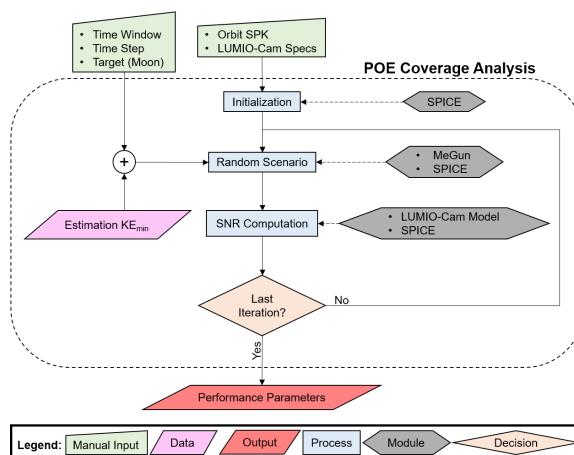 • Time Window
• Time Step
• Target (Moon)
• Orbit SPK
• LUMIO-Cam Specs
POE Coverage Analysis
Initialization
SPICE
+
Random Scenario
• MeGun
• SPICE
Estimation KEmin
SNR Computation
• LUMIO-Cam Model
• SPICE
Last
Iteration?
No
Yes
Performance Parameters
Legend: Manual Input Data Output Process Module Decision